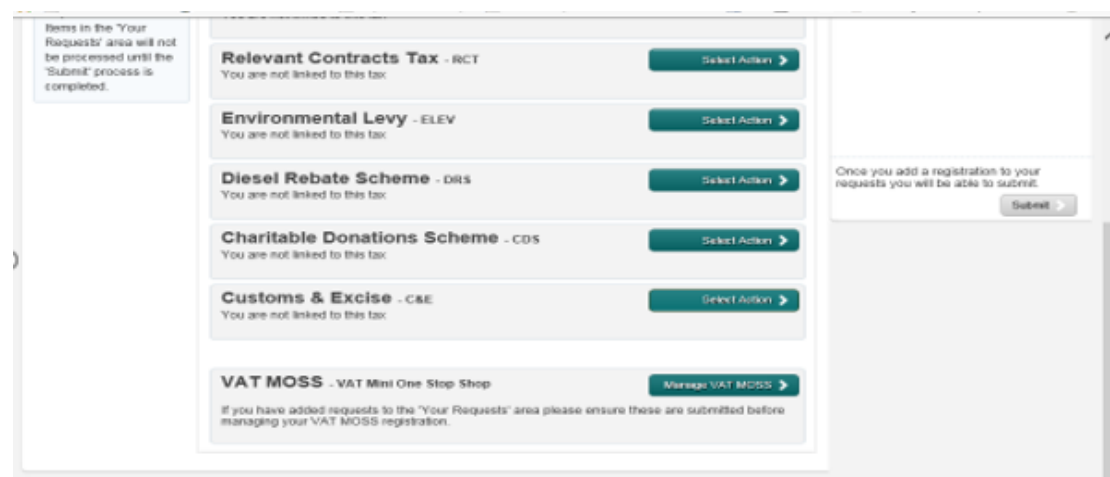 Items in the 'Your
Requests' area will not
be processed until the
'Submit' process is
completed.
Relevant Contracts Tax - RCT
You are not linked to this tax
Select Action
Environmental Levy - ELEV
You are not linked to this tax
Select Action
Diesel Rebate Scheme - DRS
You are not linked to this tax
Select Action
Charitable Donations Scheme - CDS
You are not linked to this tax
Select Action
Customs & Excise - C&E
You are not linked to this tax
Select Action
VAT MOSS - VAT Mini One Stop Shop
Manage VAT MOSS
If you have added requests to the 'Your Requests' area please ensure these are submitted before
managing your VAT MOSS registration.
Once you add a registration to your
requests you will be able to submit.
Submit